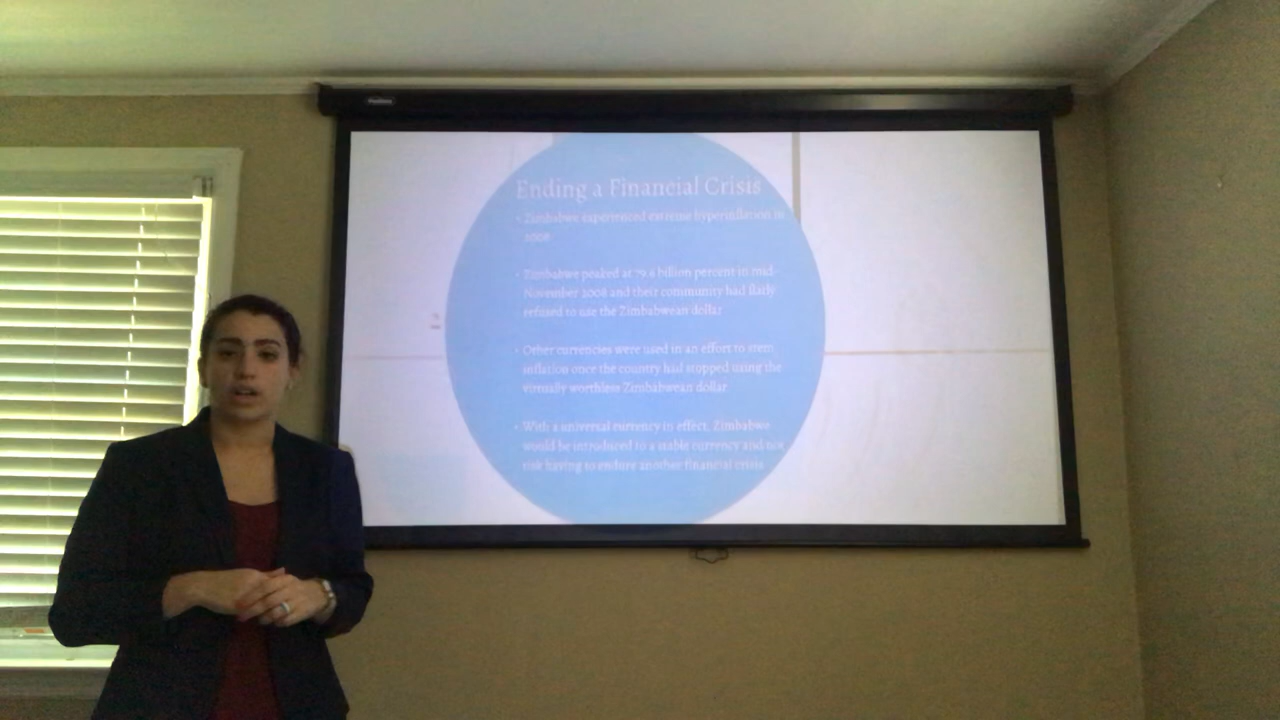 Ending a Financial Crisis
• Zimbabwe experienced extreme hyperinflation in
2008
• Zimbabwe peaked at 79.6 billion percent in mid-
November 2008 and their community had flatly
refused to use the Zimbabwean dollar
• Other currencies were used in an effort to stem
inflation once the country had stopped using the
virtually worthless Zimbabwean dollar
• With a universal currency in effect, Zimbabwe
would be introduced to a stable currency and not
risk having to endure another financial crisis